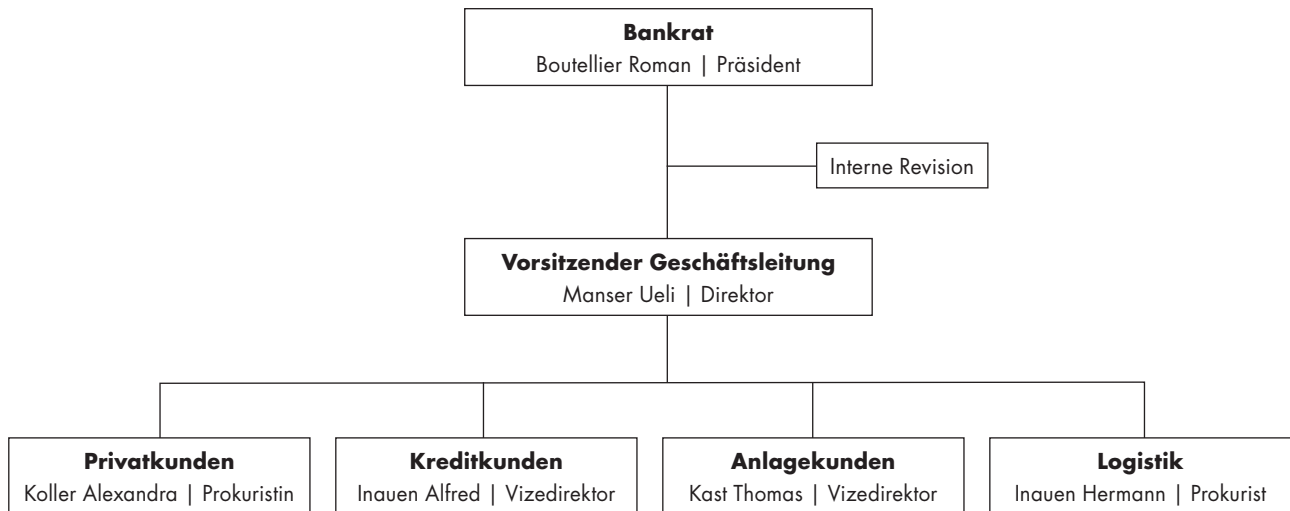 Bankrat
Boutellier Roman | Präsident
Interne Revision
Vorsitzender Geschäftsleitung
Manser Ueli | Direktor
Privatkunden
Koller Alexandra | Prokuristin
Kreditkunden
Inauen Alfred | Vizedirektor
Anlagekunden
Kast Thomas | Vizedirektor
Logistik
Inauen Hermann | Prokurist